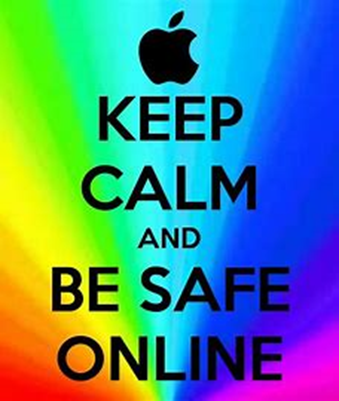 KEEP
CALM
AND
BE SAFE
ONLINE